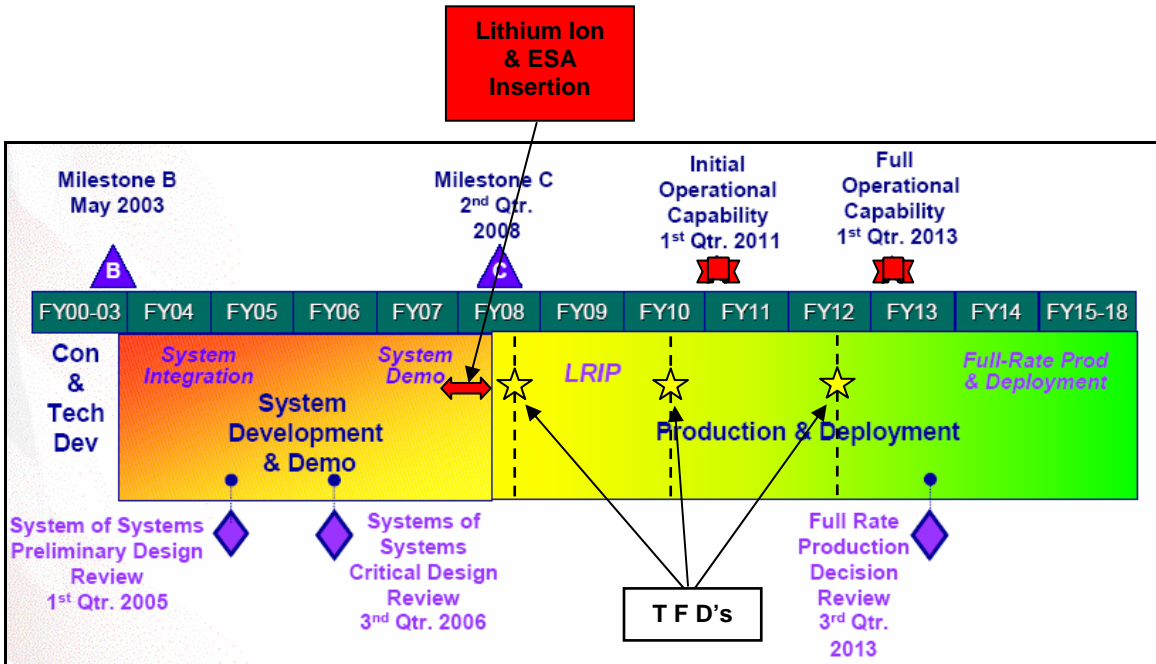 Lithium Ion
& ESA
Insertion
Milestone B
May 2003
Milestone C
2nd Qtr.
2008
Initial
Operational
Capability
1st Qtr. 2011
Full
Operational
Capability
1st Qtr. 2013
B
C
FY00-03 FY04 FY05 FY06 FY07 FY08 FY09 FY10 FY11 FY12 FY13 FY14 FY15-18
Con
&
Tech
Dev
System
Integration
System
Demo
System
Development
& Demo
LRIP
Production & Deployment
Full-Rate Prod
& Deployment
System of Systems
Preliminary Design
Review
1st Qtr. 2005
Systems of
Systems
Critical Design
Review
3nd Qtr. 2006
T F D's
Full Rate
Production
Decision
Review
3rd Qtr.
2013